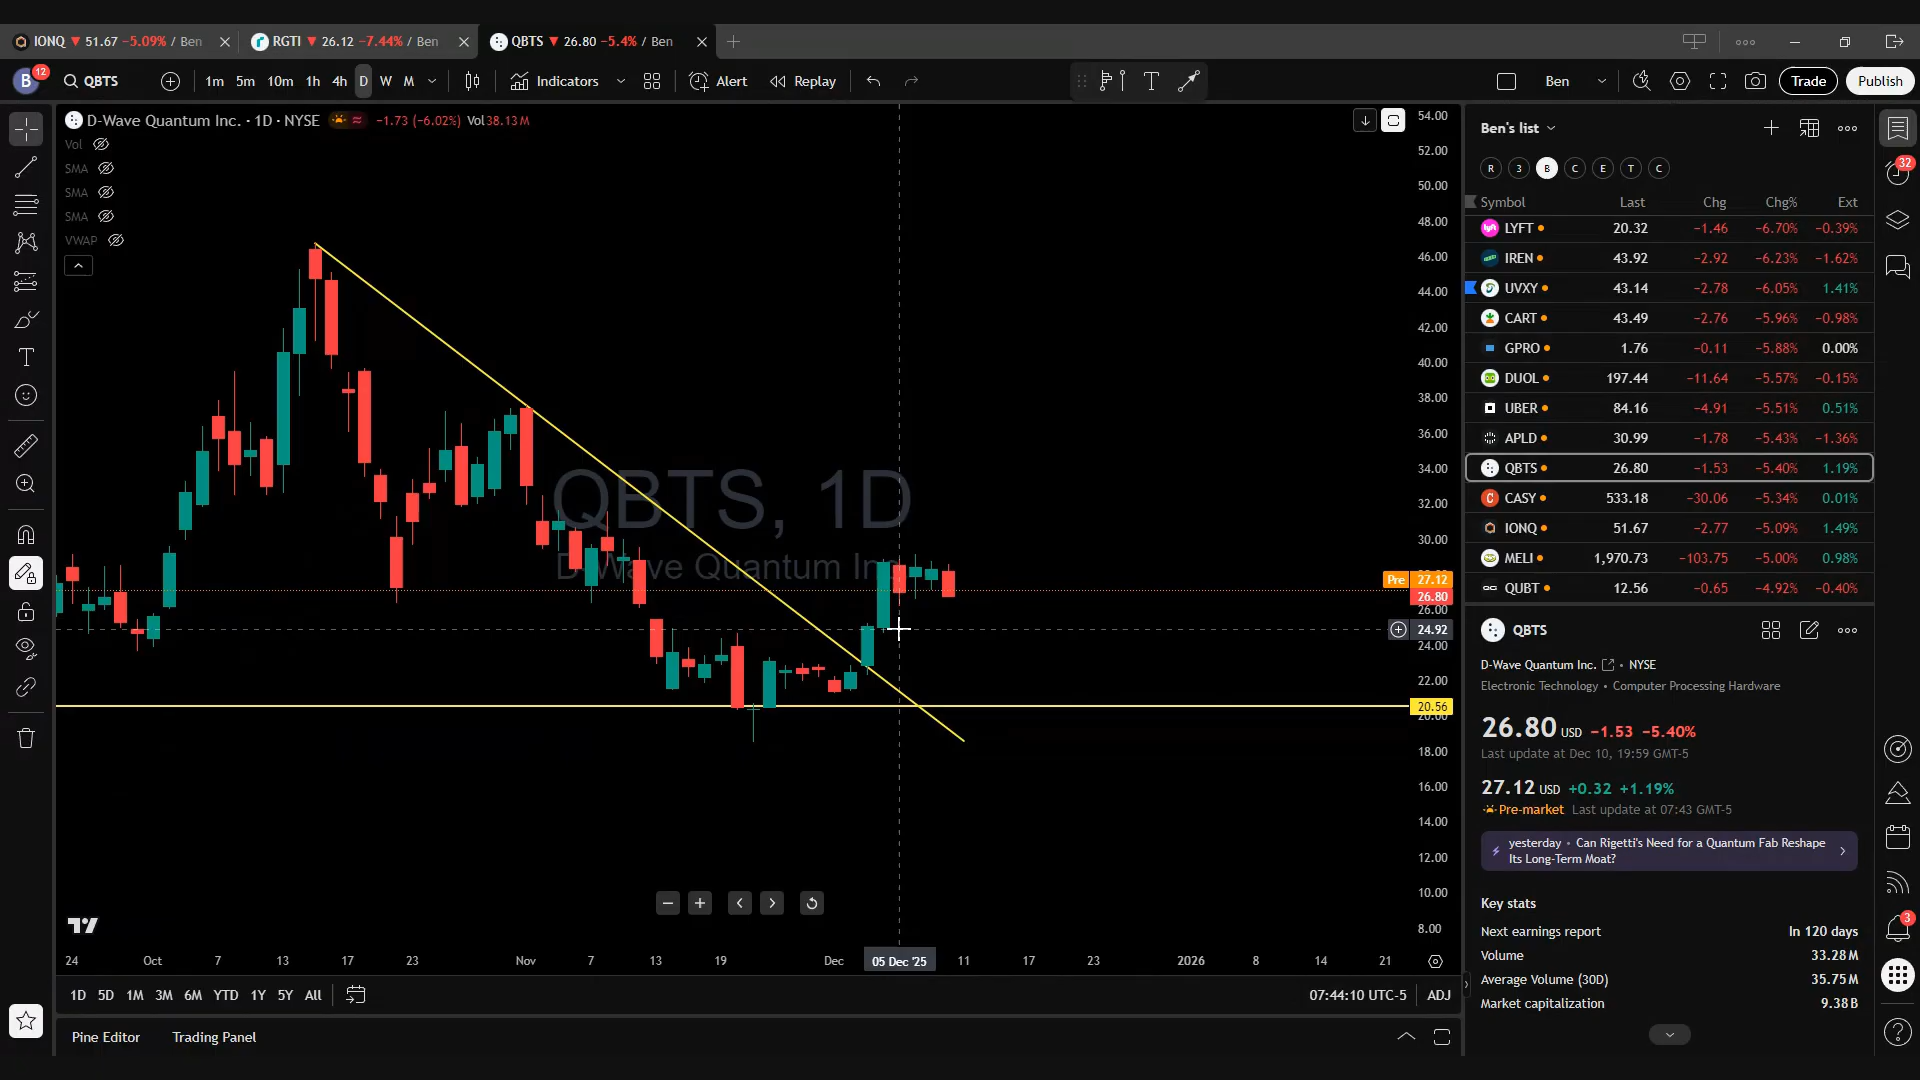 IONQ ▼ 51.67 −5.09% / Ben
RGTI ▼ 26.12 −7.44% / Ben
QBTS ▼ 26.80 −5.4% / Ben
B 12 QBTS 1m 5m 10m 1h 4h D W M Indicators Alert Replay T Ben Trade Publish
D-Wave Quantum Inc. · 1D · NYSE −1.73 (−6.02%) Vol 38.13 M
Vol
SMA
SMA
SMA
VWAP
QBTS, 1D
D-Wave Quantum Inc.
54.00
52.00
50.00
48.00
46.00
44.00
42.00
40.00
38.00
36.00
34.00
32.00
30.00
Pre 27.12
26.80
26.00
24.92
24.00
22.00
20.56
20.00
18.00
16.00
14.00
12.00
10.00
8.00
24 Oct 7 13 17 23 Nov 7 13 19 Dec 05 Dec '25 11 17 23 2026 8 14 21
1D 5D 1M 3M 6M YTD 1Y 5Y All 07:44:10 UTC-5 ADJ
Pine Editor Trading Panel
Ben's list
R 3 B C E T C
Symbol Last Chg Chg% Ext
LYFT 20.32 −1.46 −6.70% −0.39%
IREN 43.92 −2.92 −6.23% −1.62%
UVXY 43.14 −2.78 −6.05% 1.41%
CART 43.49 −2.76 −5.96% −0.98%
GPRO 1.76 −0.11 −5.88% 0.00%
DUOL 197.44 −11.64 −5.57% −0.15%
UBER 84.16 −4.91 −5.51% 0.51%
APLD 30.99 −1.78 −5.43% −1.36%
QBTS 26.80 −1.53 −5.40% 1.19%
CASY 533.18 −30.06 −5.34% 0.01%
IONQ 51.67 −2.77 −5.09% 1.49%
MELI 1,970.73 −103.75 −5.00% 0.98%
QUBT 12.56 −0.65 −4.92% −0.40%
QBTS
D-Wave Quantum Inc. • NYSE
Electronic Technology • Computer Processing Hardware
26.80 USD −1.53 −5.40%
Last update at Dec 10, 19:59 GMT-5
27.12 USD +0.32 +1.19%
Pre-market Last update at 07:43 GMT-5
yesterday • Can Rigetti's Need for a Quantum Fab Reshape
Its Long-Term Moat?
Key stats
Next earnings report In 120 days
Volume 33.28 M
Average Volume (30D) 35.75 M
Market capitalization 9.38 B
32
3